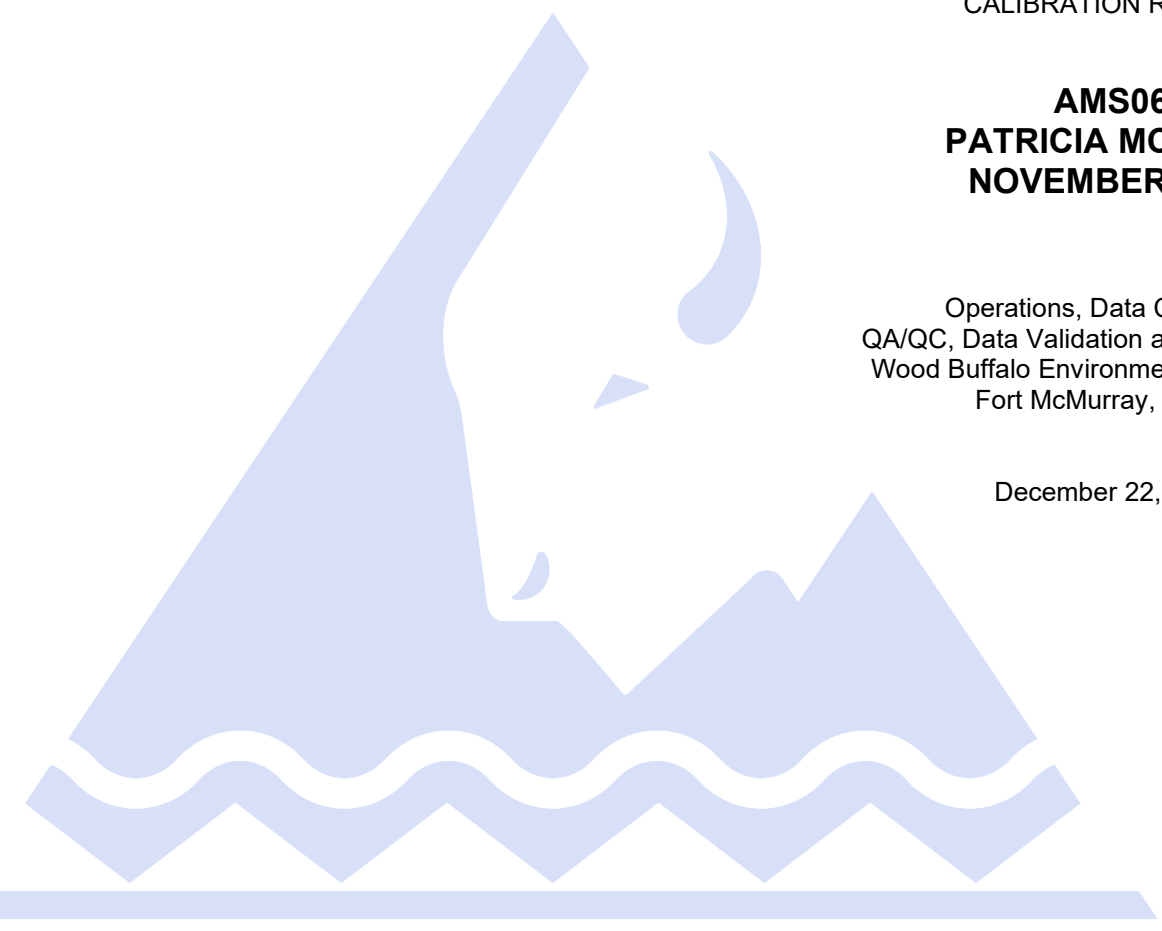 CALIBRATION R
AMS06
PATRICIA MC
NOVEMBER
Operations, Data
QA/QC, Data Validation a
Wood Buffalo Environme
Fort McMurray,
December 22,